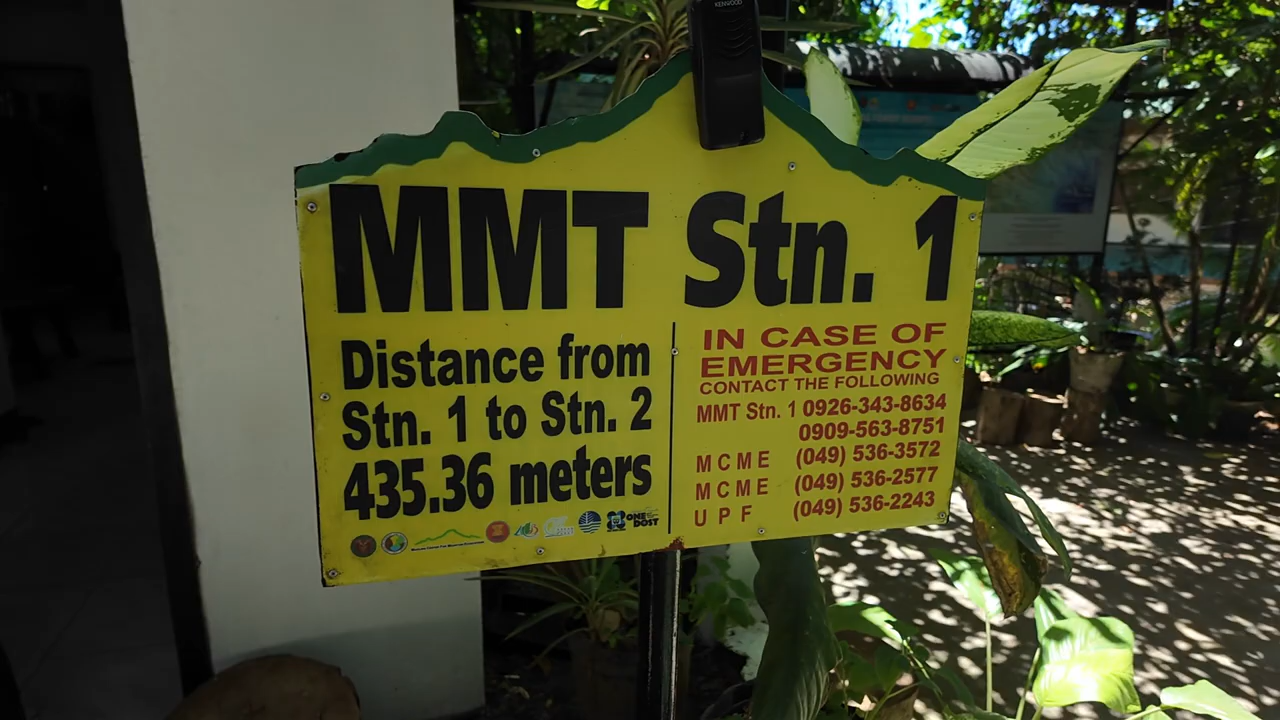 KENWOOD
MMT Stn. 1
Distance from
Stn. 1 to Stn. 2
435.36 meters
IN CASE OF
EMERGENCY
CONTACT THE FOLLOWING
MMT Stn. 1 0926-343-8634
0909-563-8751
MCME (049) 536-3572
MCME (049) 536-2577
UPF (049) 536-2243
ONE
DOST